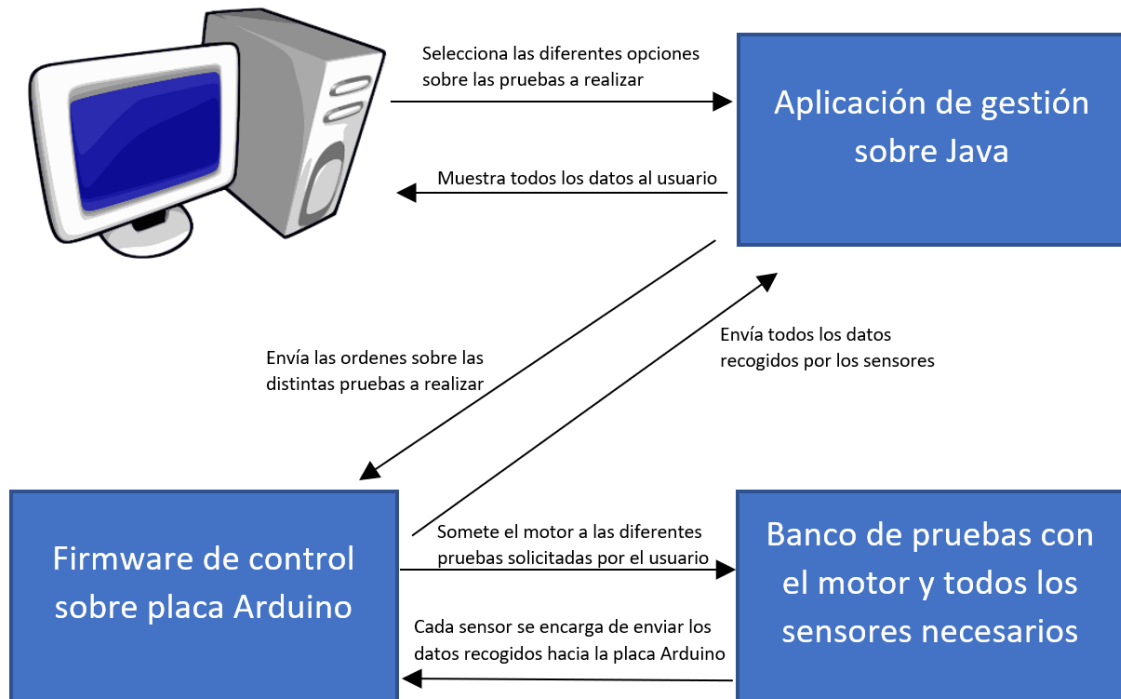 Selecciona las diferentes opciones
sobre las pruebas a realizar
Aplicación de gestión
sobre Java
Muestra todos los datos al usuario
Envía las ordenes sobre las
distintas pruebas a realizar
Envía todos los datos
recogidos por los sensores
Firmware de control
sobre placa Arduino
Somete el motor a las diferentes
pruebas solicitadas por el usuario
Banco de pruebas con
el motor y todos los
sensores necesarios
Cada sensor se encarga de enviar los
datos recogidos hacia la placa Arduino